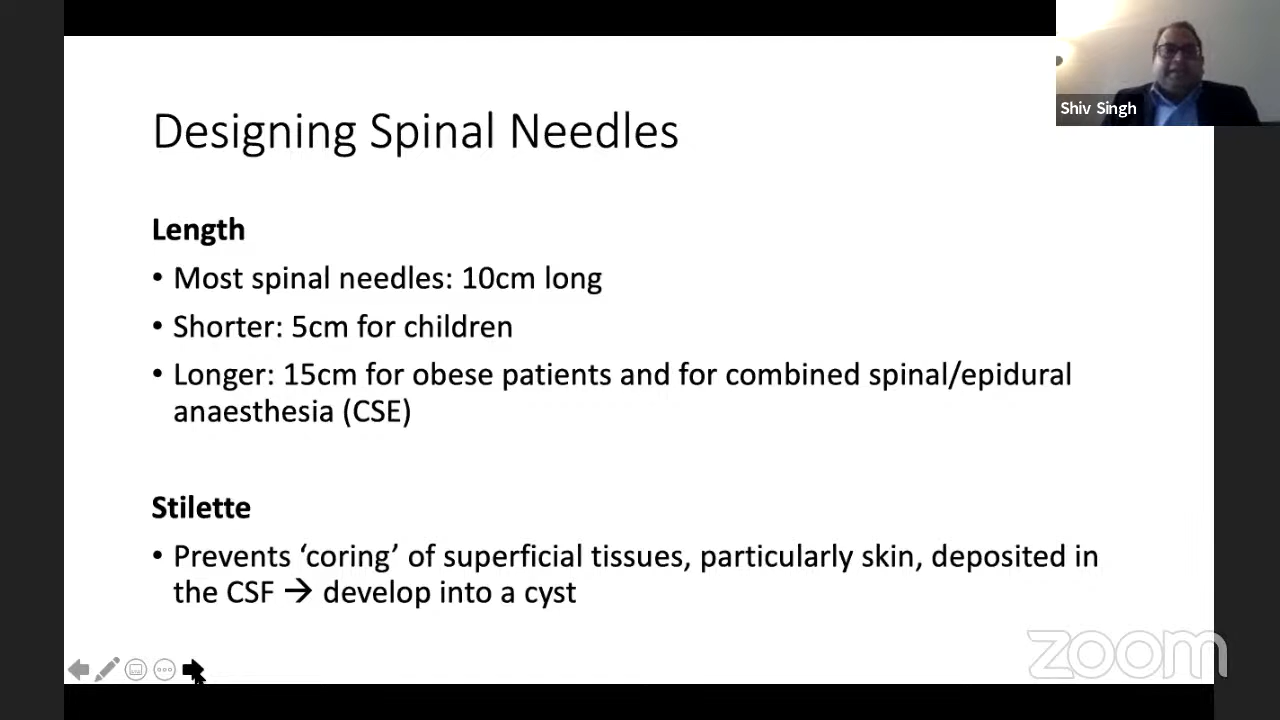 Shiv Singh
Designing Spinal Needles
Length
• Most spinal needles: 10cm long
• Shorter: 5cm for children
• Longer: 15cm for obese patients and for combined spinal/epidural
anaesthesia (CSE)
Stilette
• Prevents ‘coring’ of superficial tissues, particularly skin, deposited in
the CSF → develop into a cyst
zoom